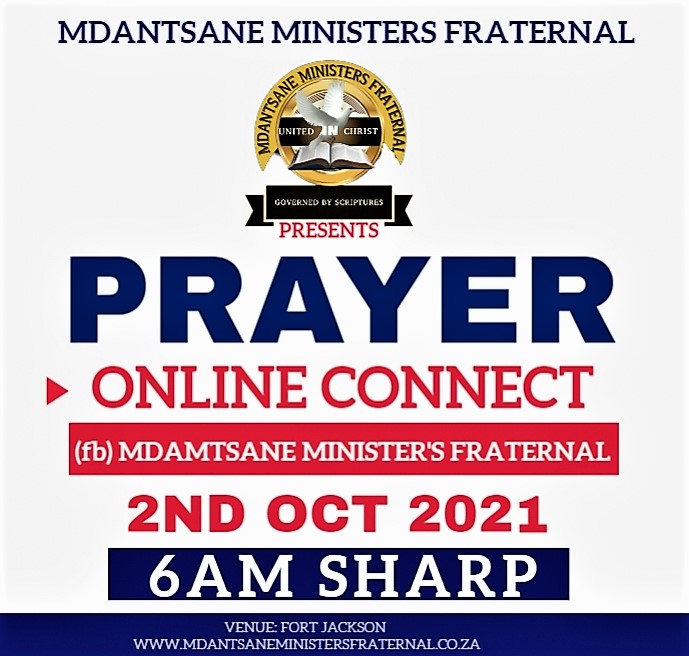 MDANTSANE MINISTERS FRATERNAL
MDANTSANE MINISTERS FRATERNAL
UNITED IN CHRIST
GOVERNED BY SCRIPTURES
PRESENTS
PRAYER
ONLINE CONNECT
(fb) MDAMTSANE MINISTER'S FRATERNAL
2ND OCT 2021
6AM SHARP
VENUE: FORT JACKSON
WWW.MDANTSANEMINISTERSFRATERNAL.CO.ZA